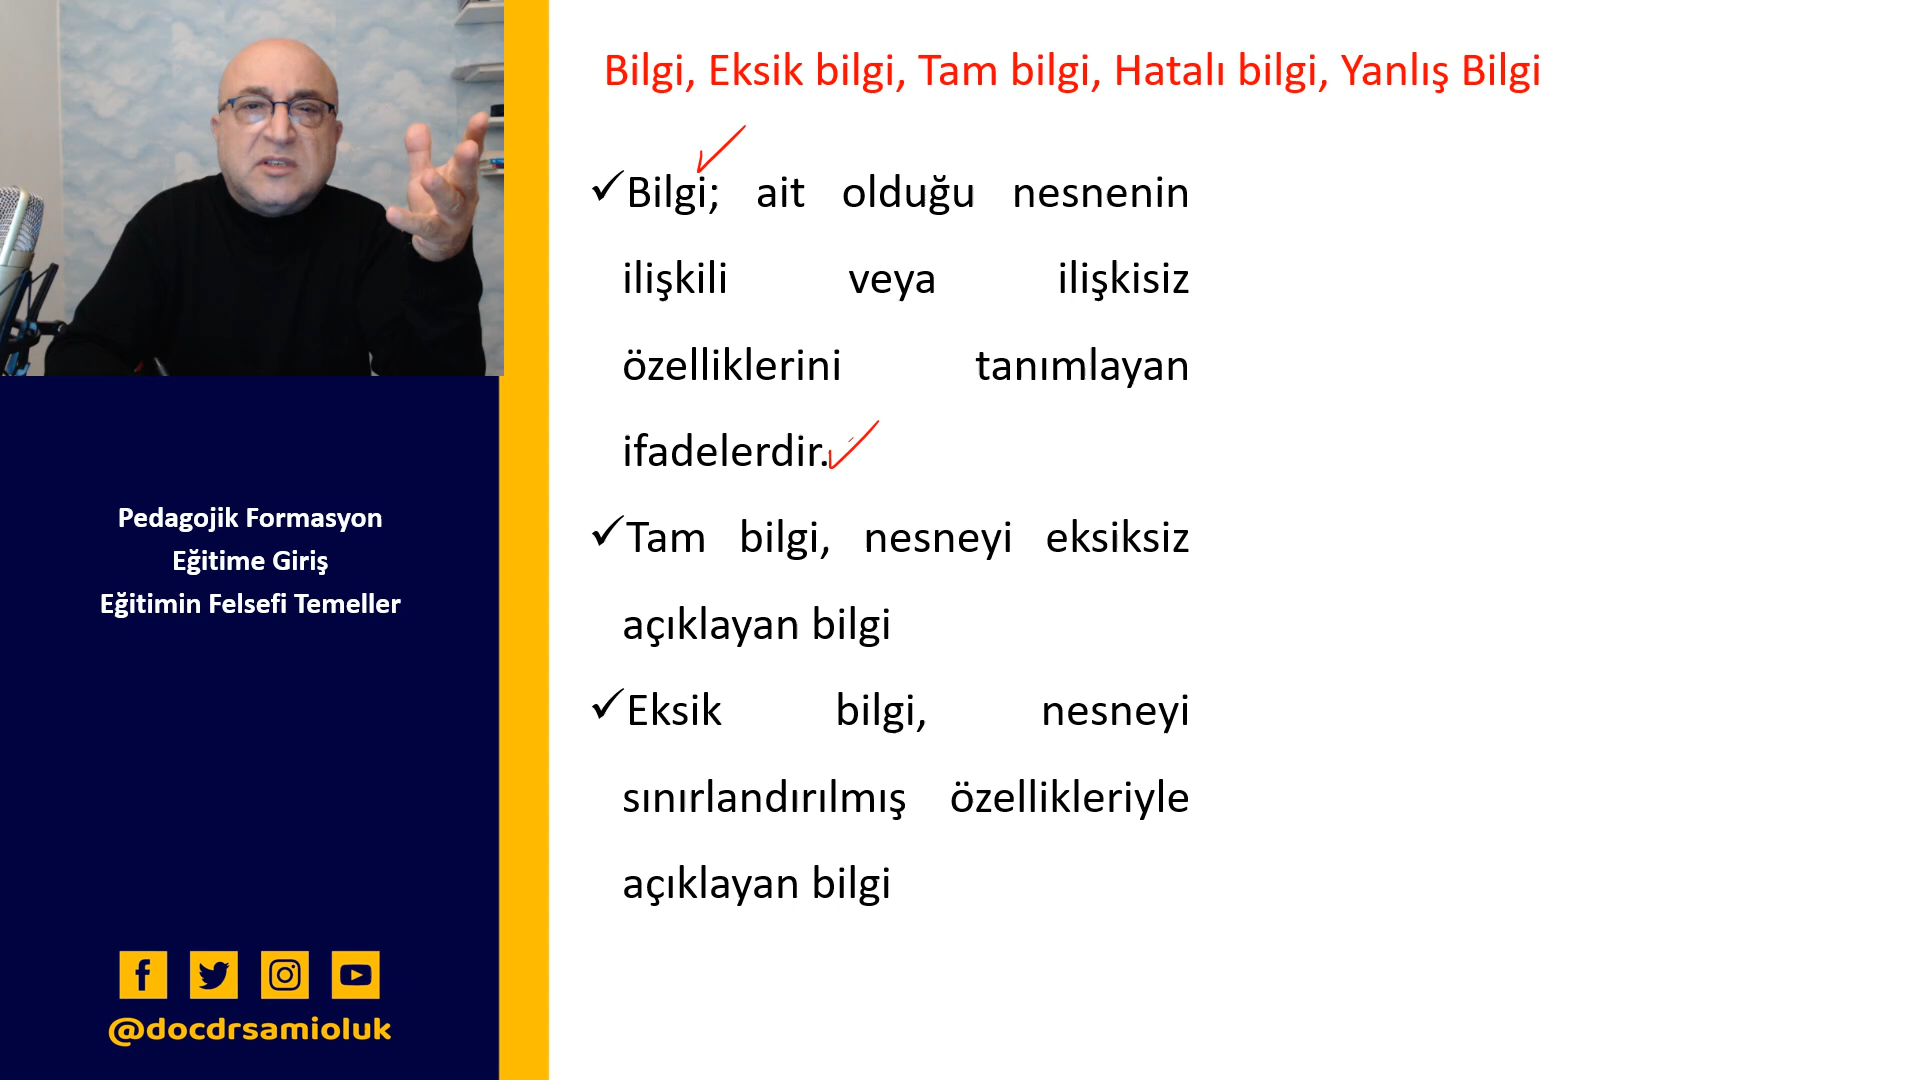 Bilgi, Eksik bilgi, Tam bilgi, Hatalı bilgi, Yanlış Bilgi
Bilgi; ait olduğu nesnenin
ilişkili veya ilişkisiz
özelliklerini tanımlayan
ifadelerdir.
Tam bilgi, nesneyi eksiksiz
açıklayan bilgi
Eksik bilgi, nesneyi
sınırlandırılmış özellikleriyle
açıklayan bilgi
Pedagojik Formasyon
Eğitime Giriş
Eğitimin Felsefi Temeller
@docdrsamioluk